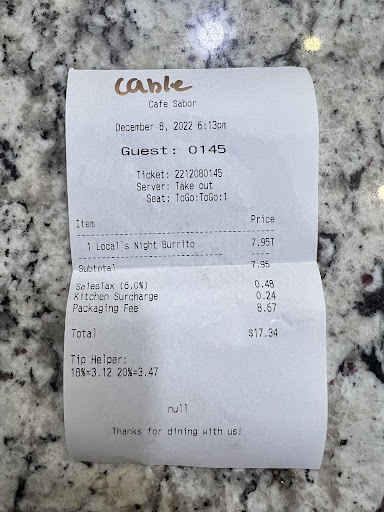 cable
Cafe Sabor
December 8, 2022 6:13pm
Guest: 0145
Ticket: 2212080145
Server: Take out
Seat: ToGo:ToGo:1
Item Price
1 Local's Night Burrito 7.95T
Subtotal 7.95
SalesTax (6.0%) 0.48
Kitchen Surcharge 0.24
Packaging Fee 8.67
Total $17.34
Tip Helper:
18%=3.12 20%=3.47
null
Thanks for dining with us!